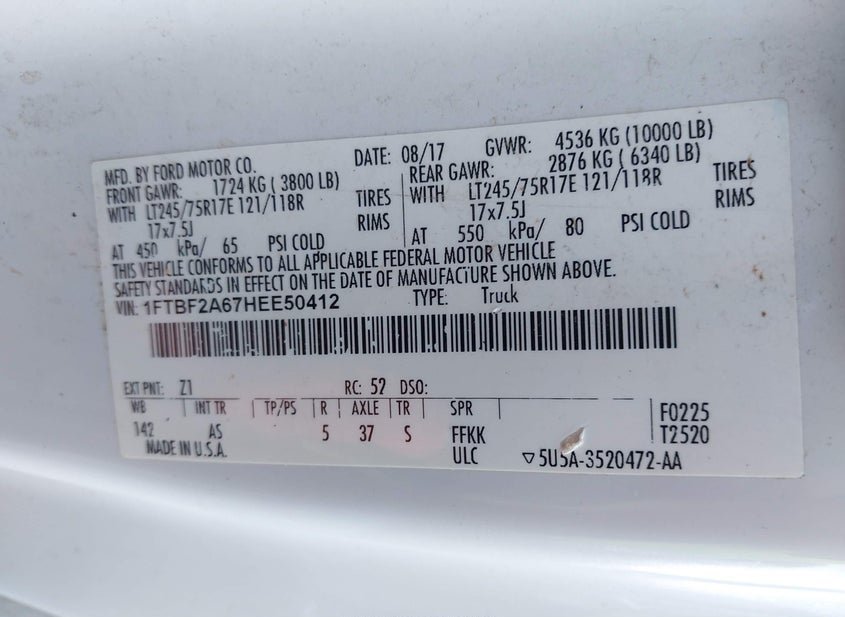 MFD. BY FORD MOTOR CO. DATE: 08/17 GVWR: 4536 KG (10000 LB)
FRONT GAWR: 1724 KG ( 3800 LB) REAR GAWR: 2876 KG ( 6340 LB)
WITH LT245/75R17E 121/118R TIRES WITH LT245/75R17E 121/118R TIRES
17x7.5J RIMS 17x7.5J RIMS
AT 450 kPa/ 65 PSI COLD AT 550 kPa/ 80 PSI COLD
THIS VEHICLE CONFORMS TO ALL APPLICABLE FEDERAL MOTOR VEHICLE
SAFETY STANDARDS IN EFFECT ON THE DATE OF MANUFACTURE SHOWN ABOVE.
VIN: 1FTBF2A67HEE50412 TYPE: Truck
EXT PNT: Z1 RC: 52 DSO:
WB INT TR TP/PS R AXLE TR SPR F0225
142 AS 5 37 S FFKK T2520
MADE IN U.S.A. ULC ▽5U5A-3520472-AA